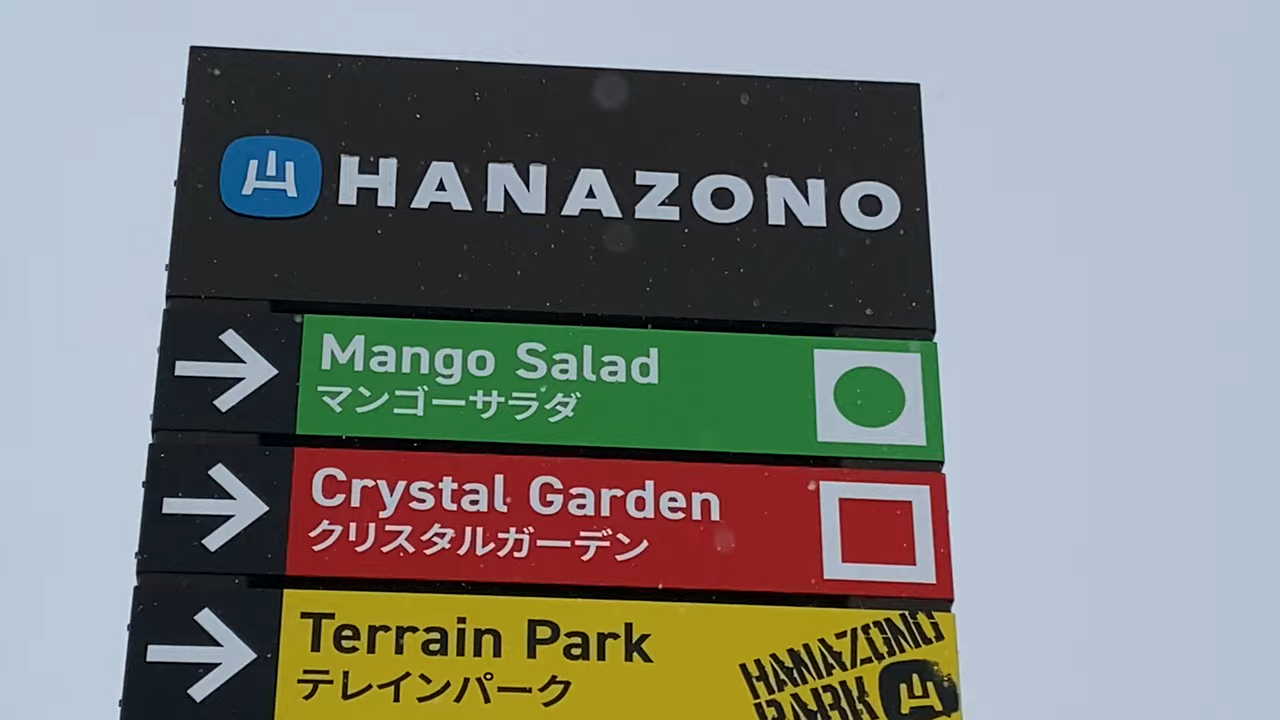 HANAZONO
Mango Salad
マンゴーサラダ
Crystal Garden
クリスタルガーデン
Terrain Park
テレインパーク
HANAZONO
PARK